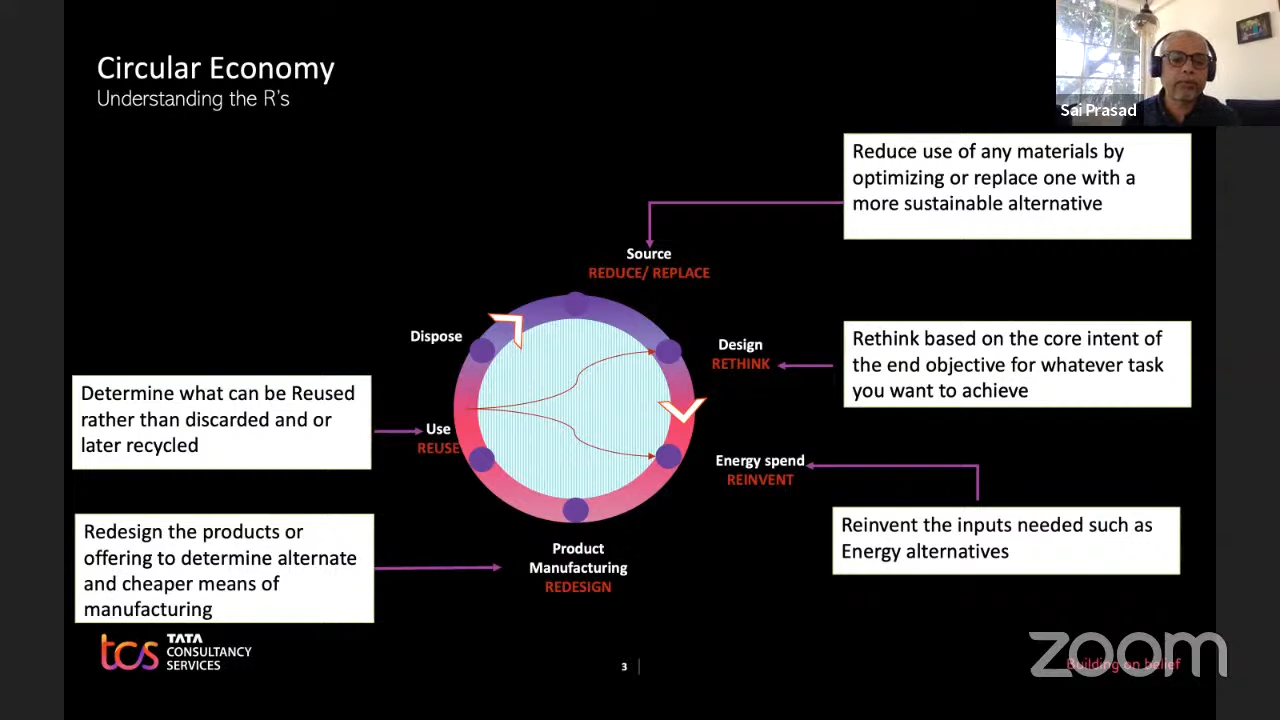 Circular Economy
Understanding the R's
Sai Prasad
Reduce use of any materials by
optimizing or replace one with a
more sustainable alternative
Source
REDUCE/ REPLACE
Dispose
Design
RETHINK
Rethink based on the core intent of
the end objective for whatever task
you want to achieve
Determine what can be Reused
rather than discarded and or
later recycled
Use
REUSE
Energy spend
REINVENT
Reinvent the inputs needed such as
Energy alternatives
Redesign the products or
offering to determine alternate
and cheaper means of
manufacturing
Product
Manufacturing
REDESIGN
tcs
TATA
CONSULTANCY
SERVICES
3
Building on belief
zoom